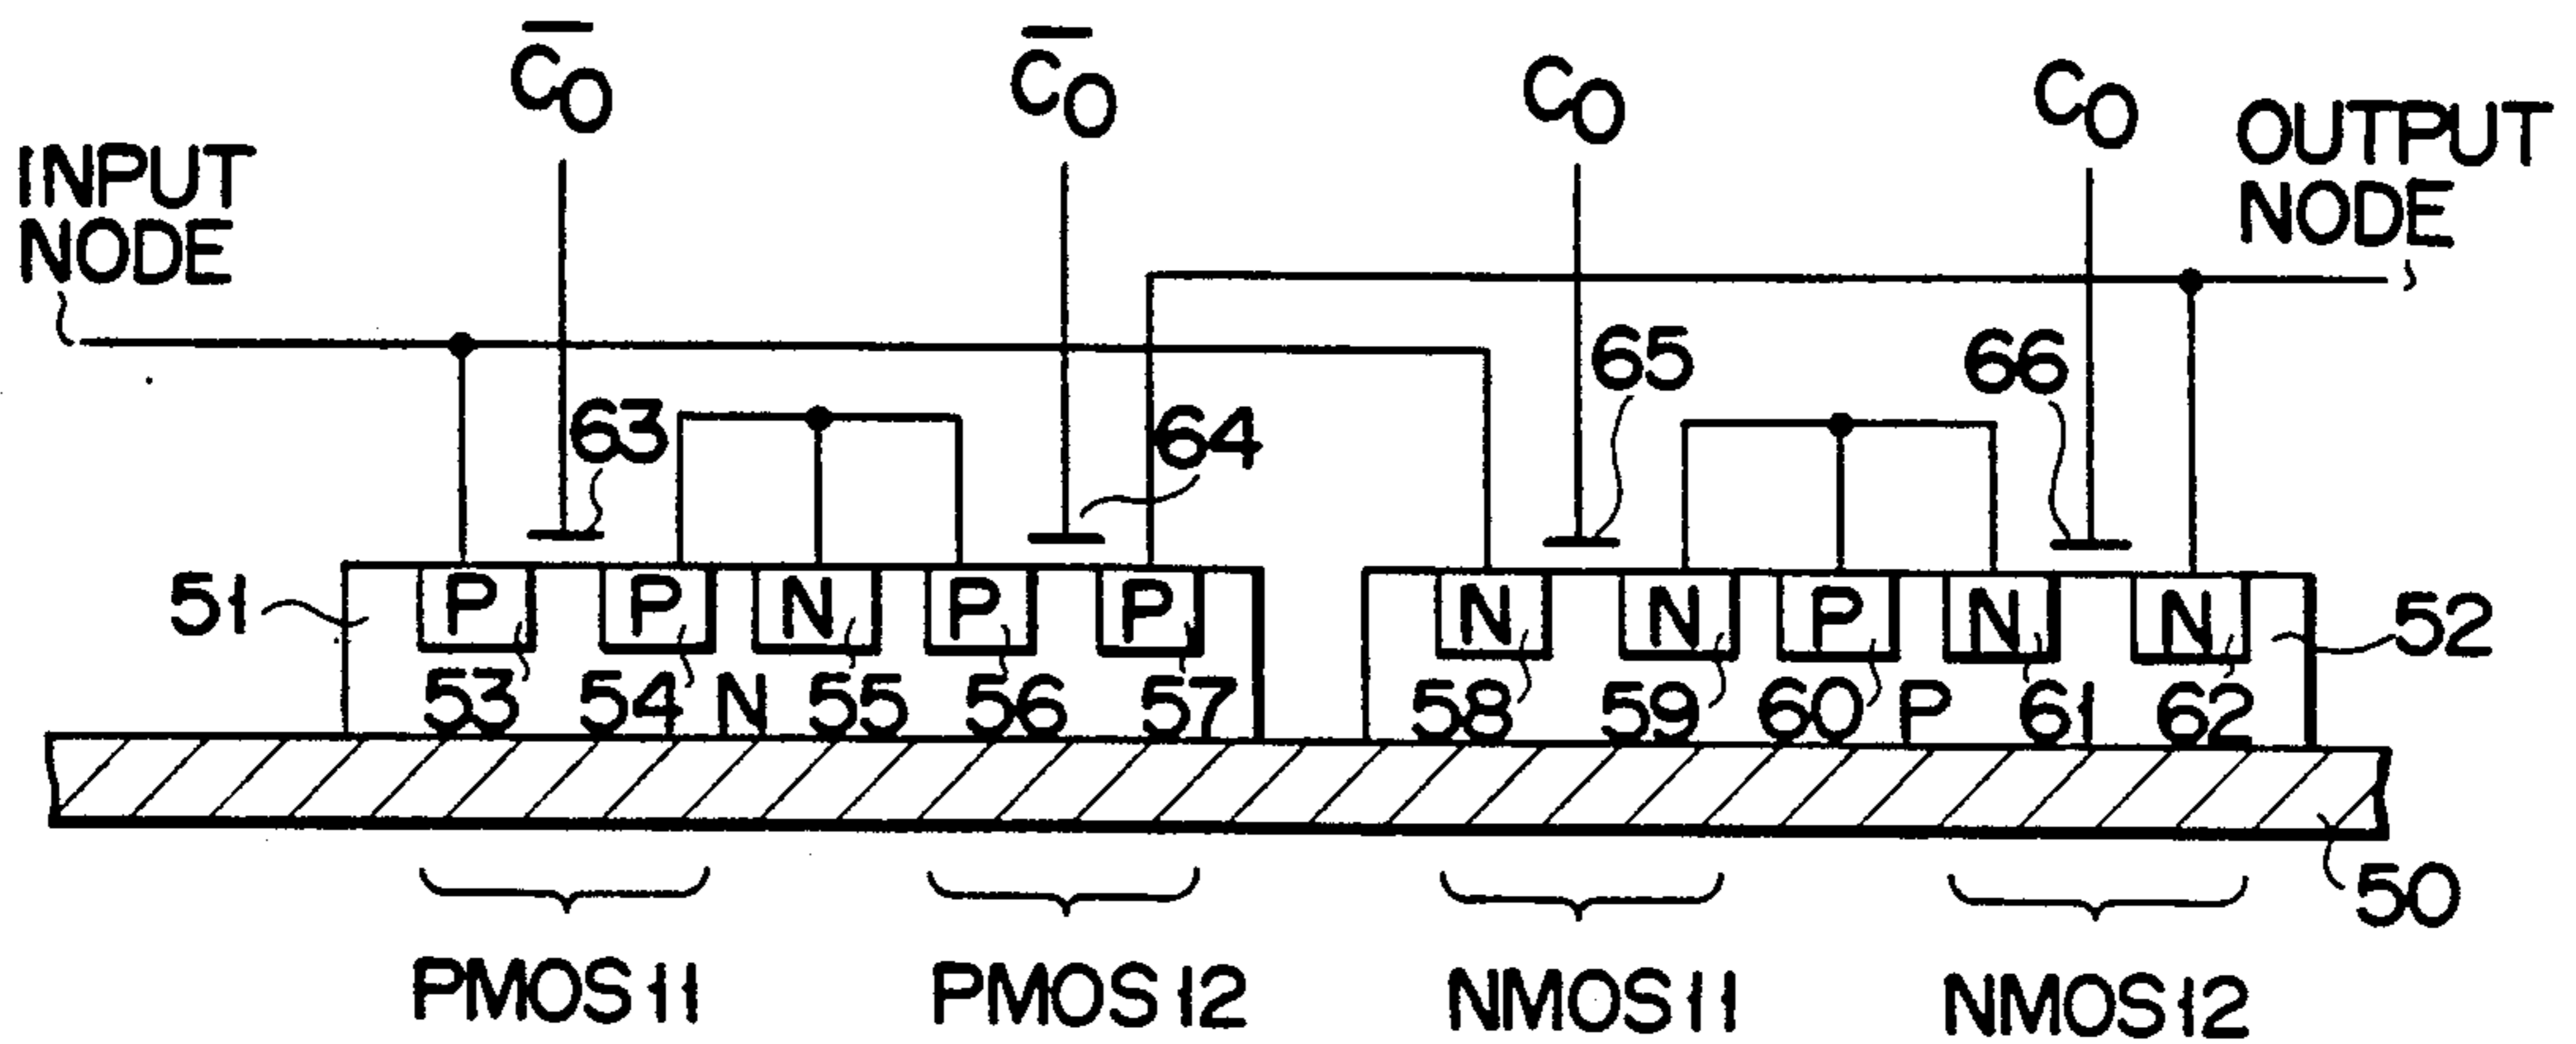 C̅O C̅O CO CO
INPUT NODE
OUTPUT NODE
63 64 65 66
51 P P N P P N N P N N 52
53 54 N 55 56 57 58 59 60 P 61 62
50
PMOS11 PMOS12 NMOS11 NMOS12